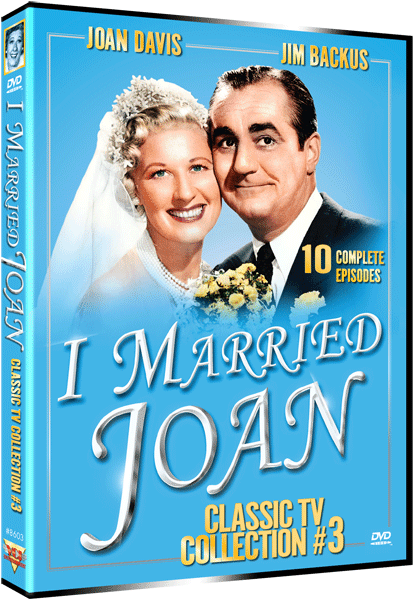 JOAN DAVIS
JIM BACKUS
10 COMPLETE
EPISODES
I MARRIED
JOAN
CLASSIC TV
COLLECTION #3
DVD
DVD
I MARRIED JOAN
CLASSIC TV COLLECTION #3
#8603